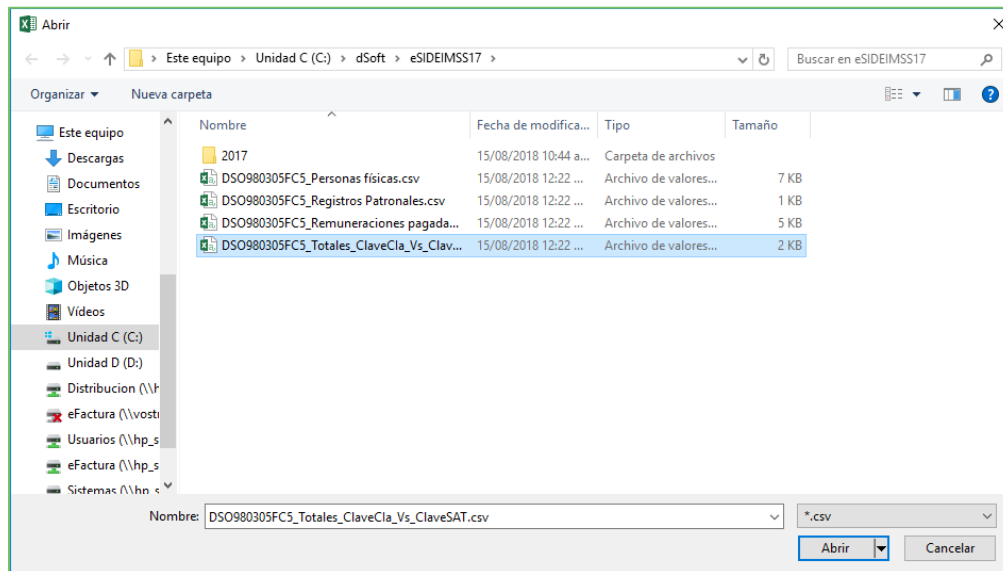 Abrir
Este equipo > Unidad C (C:) > dSoft > eSIDEIMSS17 >
Buscar en eSIDEIMSS17
Organizar
Nueva carpeta
Nombre
Fecha de modifica...
Tipo
Tamaño
2017
15/08/2018 10:44 a...
Carpeta de archivos
DSO980305FC5_Personas físicas.csv
15/08/2018 12:22 ...
Archivo de valores...
7 KB
DSO980305FC5_Registros Patronales.csv
15/08/2018 12:22 ...
Archivo de valores...
1 KB
DSO980305FC5_Remuneraciones pagada...
15/08/2018 12:22 ...
Archivo de valores...
5 KB
DSO980305FC5_Totales_ClaveCla_Vs_Clav...
15/08/2018 12:22 ...
Archivo de valores...
2 KB
Este equipo
Descargas
Documentos
Escritorio
Imágenes
Música
Objetos 3D
Vídeos
Unidad C (C:)
Unidad D (D:)
Distribucion (\\h
eFactura (\\vost
Usuarios (\\hp_s
eFactura (\\hp_s
Sistemas (\\hp_s
Nombre:
DSO980305FC5_Totales_ClaveCla_Vs_ClaveSAT.csv
*.csv
Abrir
Cancelar